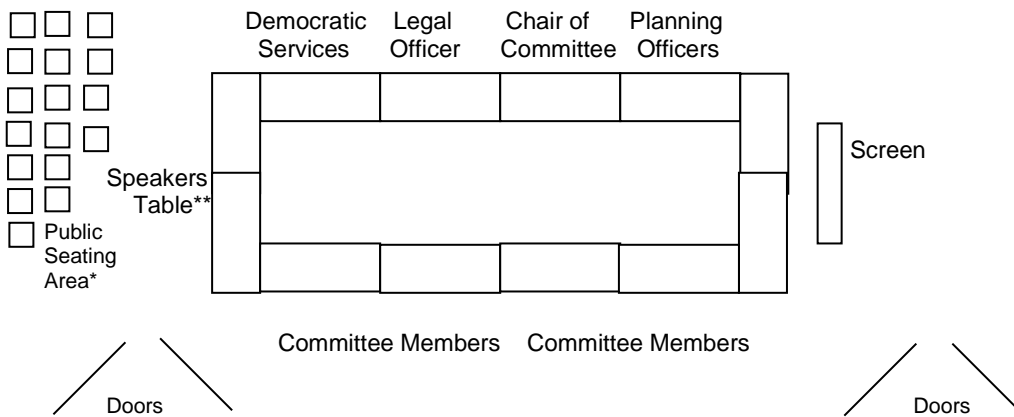 Democratic Services
Legal Officer
Chair of Committee
Planning Officers
Screen
Speakers Table**
Public
Seating
Area*
Committee Members Committee Members
Doors Doors